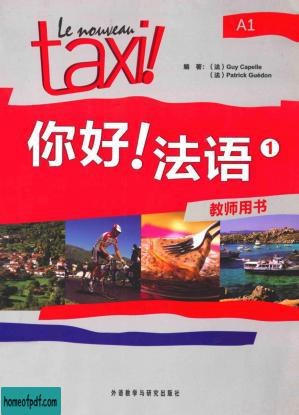 Le nouveau
taxi!
A1
编 著：（法）Guy Capelle
（法）Patrick Guédon
你好！法语 1
教师用书
外语教学与研究出版社
homeofpdf.com